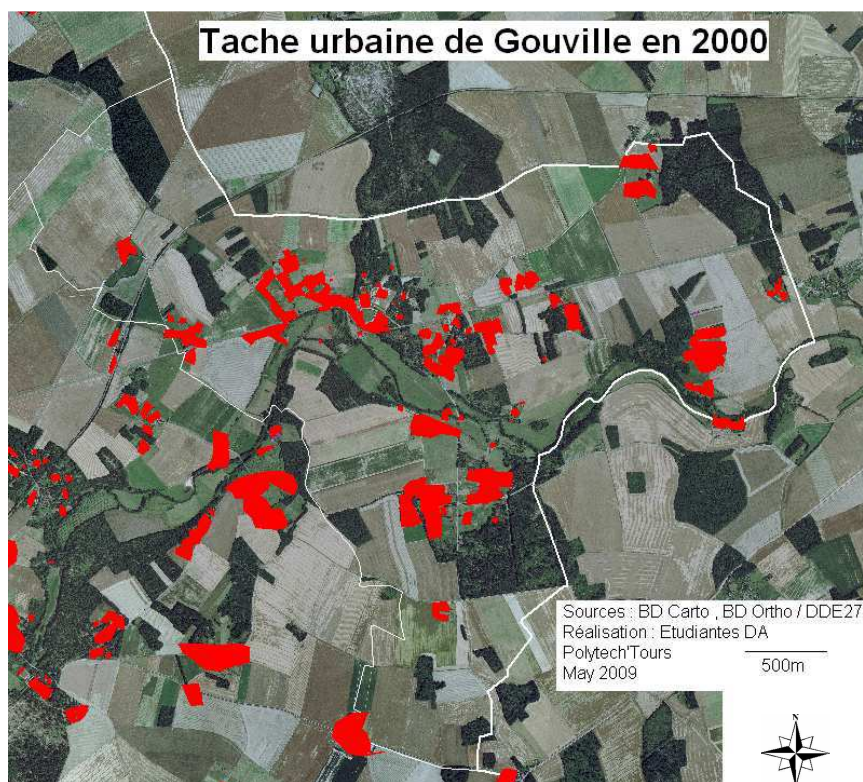 Tache urbaine de Gouville en 2000
Sources : BD Carto , BD Ortho / DDE27
Réalisation : Etudiantes DA
Polytech'Tours
May 2009
500m
N